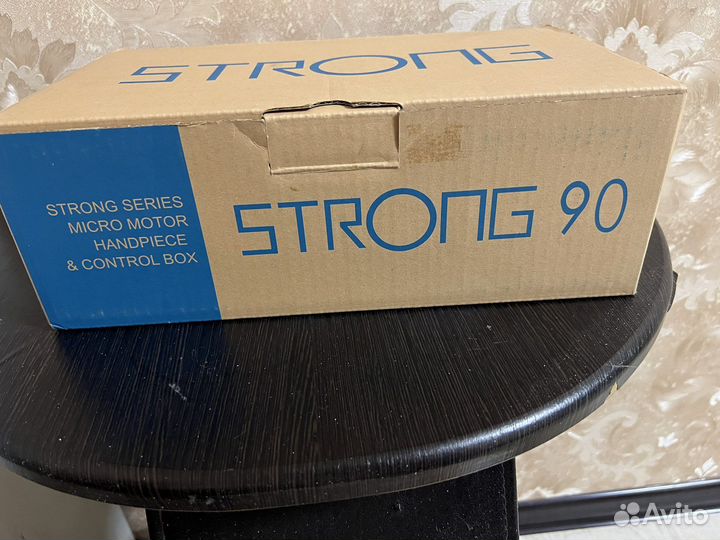 STRONG
STRONG SERIES
MICRO MOTOR
HANDPIECE
& CONTROL BOX
STRONG 90
Avito